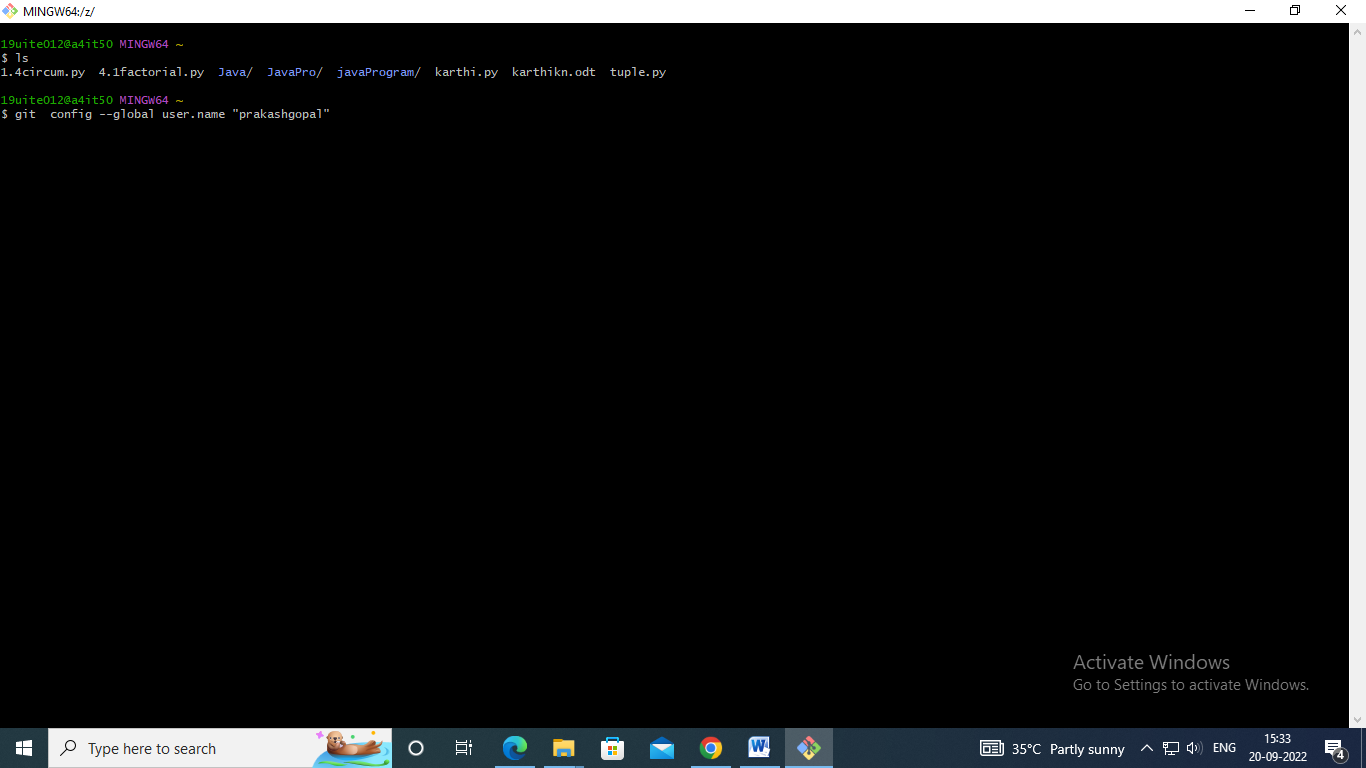 MINGW64:/z/
19uite012@a4it50 MINGW64 ~
$ ls
1.4circum.py 4.1factorial.py Java/ JavaPro/ javaProgram/ karthi.py karthikn.odt tuple.py
19uite012@a4it50 MINGW64 ~
$ git  config --global user.name "prakashgopal"
Activate Windows
Go to Settings to activate Windows.
Type here to search
35°C Partly sunny
ENG
15:33
20-09-2022
4